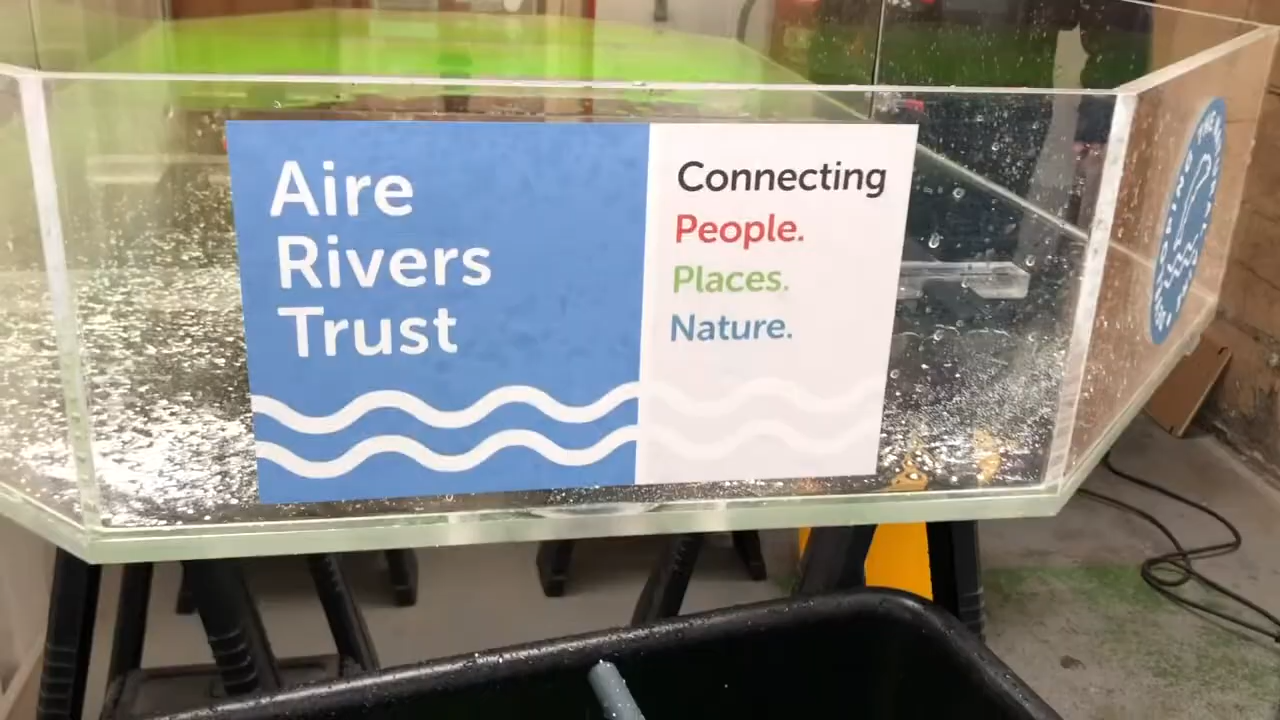 Aire
Rivers
Trust
Connecting
People.
Places.
Nature.